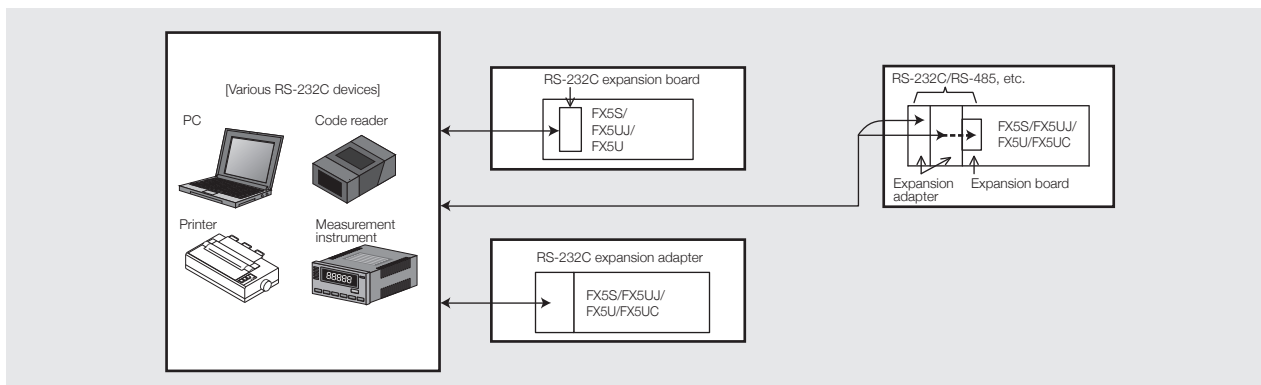 [Various RS-232C devices]
PC
Code reader
Printer
Measurement
instrument
88888
RS-232C expansion board
FX5S/
FX5UJ/
FX5U
RS-232C expansion adapter
FX5S/FX5UJ/
FX5U/FX5UC
RS-232C/RS-485, etc.
FX5S/FX5UJ/
FX5U/FX5UC
Expansion
adapter
Expansion board